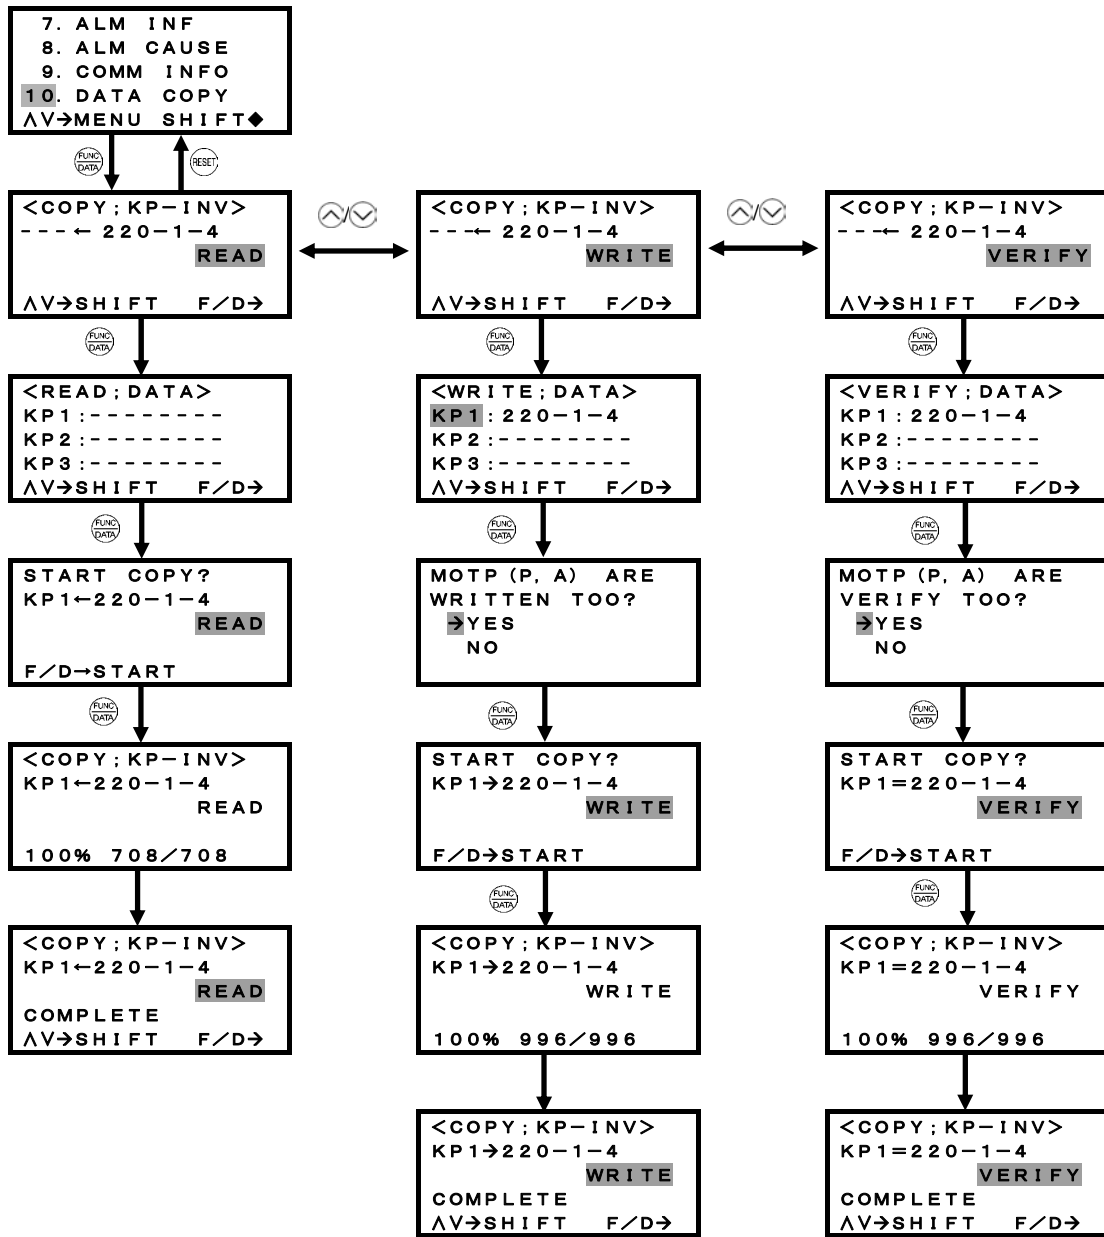 7. ALM INF
8. ALM CAUSE
9. COMM INFO
10. DATA COPY
∧∨→MENU SHIFT◆
FUNC
DATA
RESET
<COPY;KP−INV>
---← 220−1−4
READ
∧∨→SHIFT F/D→
/
<COPY;KP−INV>
---← 220−1−4
WRITE
∧∨→SHIFT F/D→
/
<COPY;KP−INV>
---← 220−1−4
VERIFY
∧∨→SHIFT F/D→
FUNC
DATA
FUNC
DATA
FUNC
DATA
<READ;DATA>
KP1:--------
KP2:--------
KP3:--------
∧∨→SHIFT F/D→
<WRITE;DATA>
KP1:220−1−4
KP2:--------
KP3:--------
∧∨→SHIFT F/D→
<VERIFY;DATA>
KP1:220−1−4
KP2:--------
KP3:--------
∧∨→SHIFT F/D→
FUNC
DATA
FUNC
DATA
FUNC
DATA
START COPY?
KP1←220−1−4
READ
F/D→START
MOTP(P, A) ARE
WRITTEN TOO?
→YES
NO
MOTP(P, A) ARE
VERIFY TOO?
→YES
NO
FUNC
DATA
FUNC
DATA
FUNC
DATA
<COPY;KP−INV>
KP1←220−1−4
READ
100% 708/708
START COPY?
KP1→220−1−4
WRITE
F/D→START
START COPY?
KP1=220−1−4
VERIFY
F/D→START
FUNC
DATA
FUNC
DATA
<COPY;KP−INV>
KP1←220−1−4
READ
COMPLETE
∧∨→SHIFT F/D→
<COPY;KP−INV>
KP1→220−1−4
WRITE
100% 996/996
<COPY;KP−INV>
KP1=220−1−4
VERIFY
100% 996/996
<COPY;KP−INV>
KP1→220−1−4
WRITE
COMPLETE
∧∨→SHIFT F/D→
<COPY;KP−INV>
KP1=220−1−4
VERIFY
COMPLETE
∧∨→SHIFT F/D→